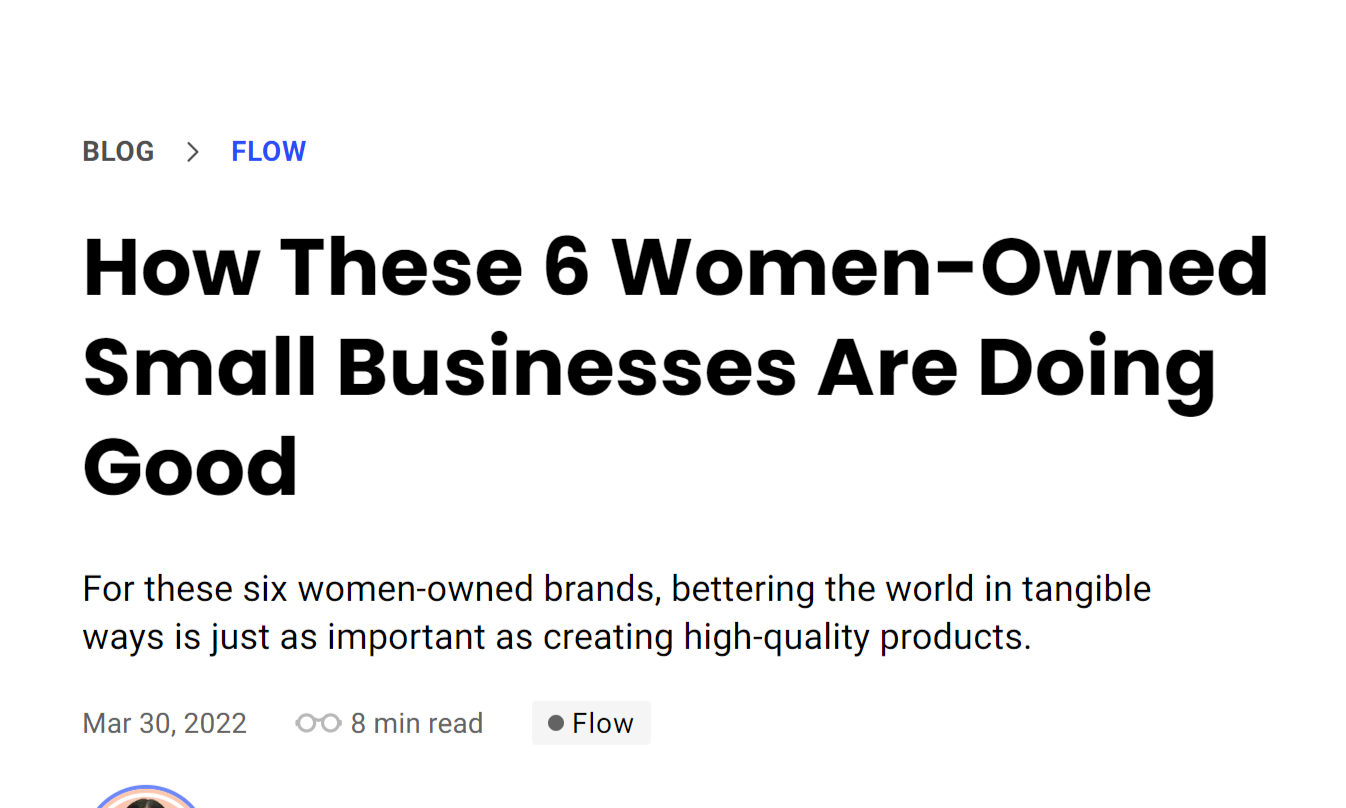 BLOG > FLOW
How These 6 Women-Owned
Small Businesses Are Doing
Good
For these six women-owned brands, bettering the world in tangible
ways is just as important as creating high-quality products.
Mar 30, 2022 8 min read Flow